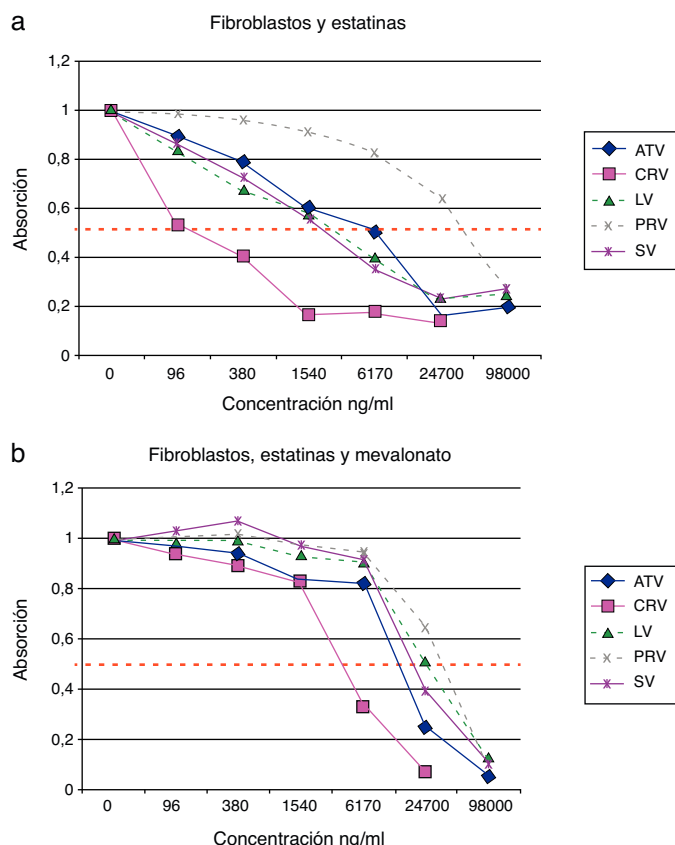 a
Fibroblastos y estatinas
1,2
1
0,8
0,6
0,4
0,2
0
Absorción
0 96 380 1540 6170 24700 98000
Concentración ng/ml
ATV
CRV
LV
PRV
SV
b
Fibroblastos, estatinas y mevalonato
1,2
1
0,8
0,6
0,4
0,2
0
Absorción
0 96 380 1540 6170 24700 98000
Concentración ng/ml
ATV
CRV
LV
PRV
SV